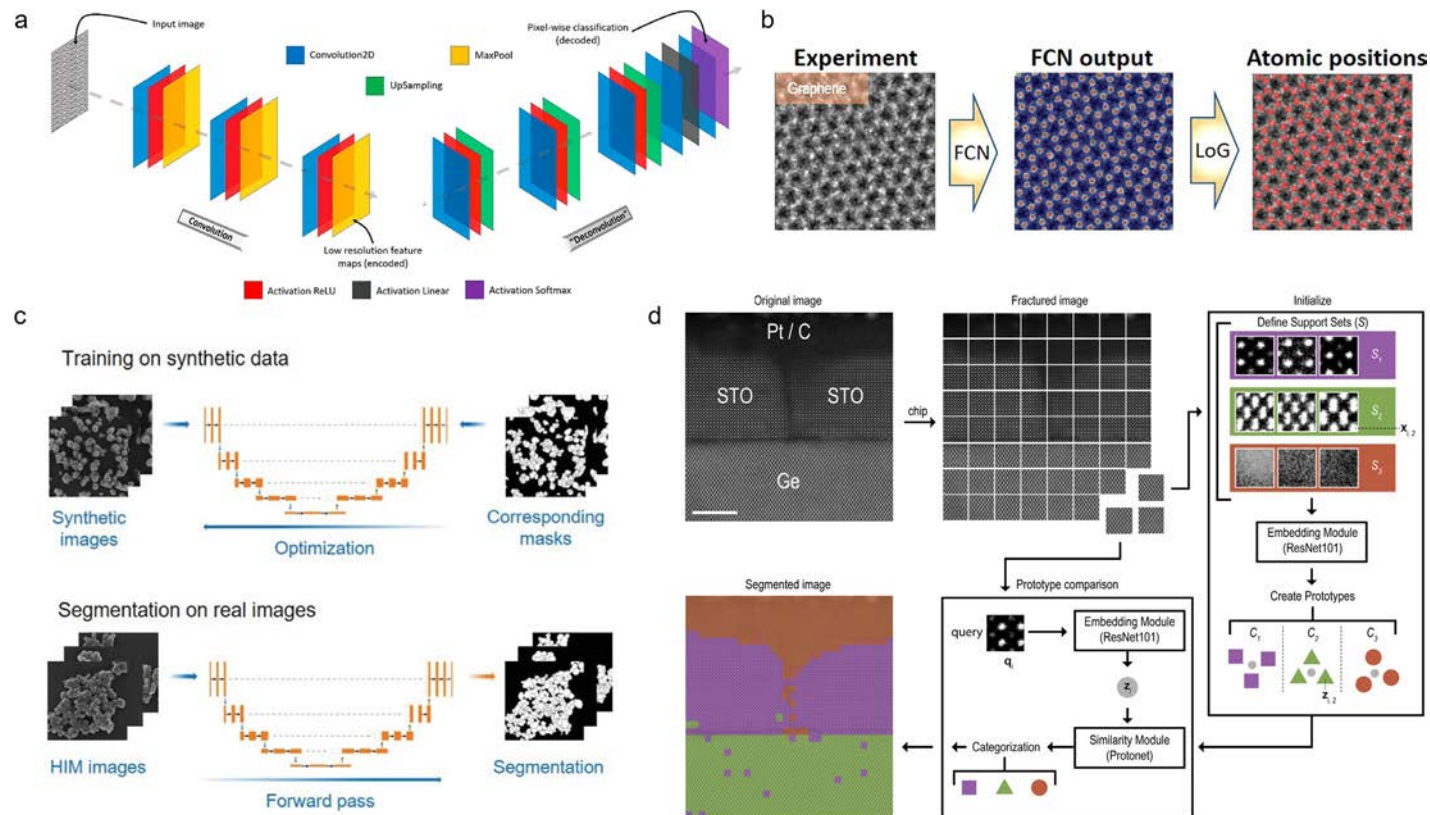 a
Input image
Convolution2D
MaxPool
UpSampling
Pixel-wise classification
(decoded)
Convolution
Low resolution feature
maps (encoded)
"Deconvolution"
Activation ReLU
Activation Linear
Activation Softmax
b
Experiment
FCN output
Atomic positions
Graphene
FCN
LoG
c
Training on synthetic data
Synthetic
images
Optimization
Corresponding
masks
Segmentation on real images
HIM images
Forward pass
Segmentation
d
Original image
Pt / C
STO
STO
Ge
chip
Fractured image
Initialize
Define Support Sets (S)
S1
S2
xi, 2
S3
Embedding Module
(ResNet101)
Create Prototypes
C1
C2
C3
zi, 2
Segmented image
Prototype comparison
query
qi
Embedding Module
(ResNet101)
zi
Similarity Module
(Protonet)
Categorization